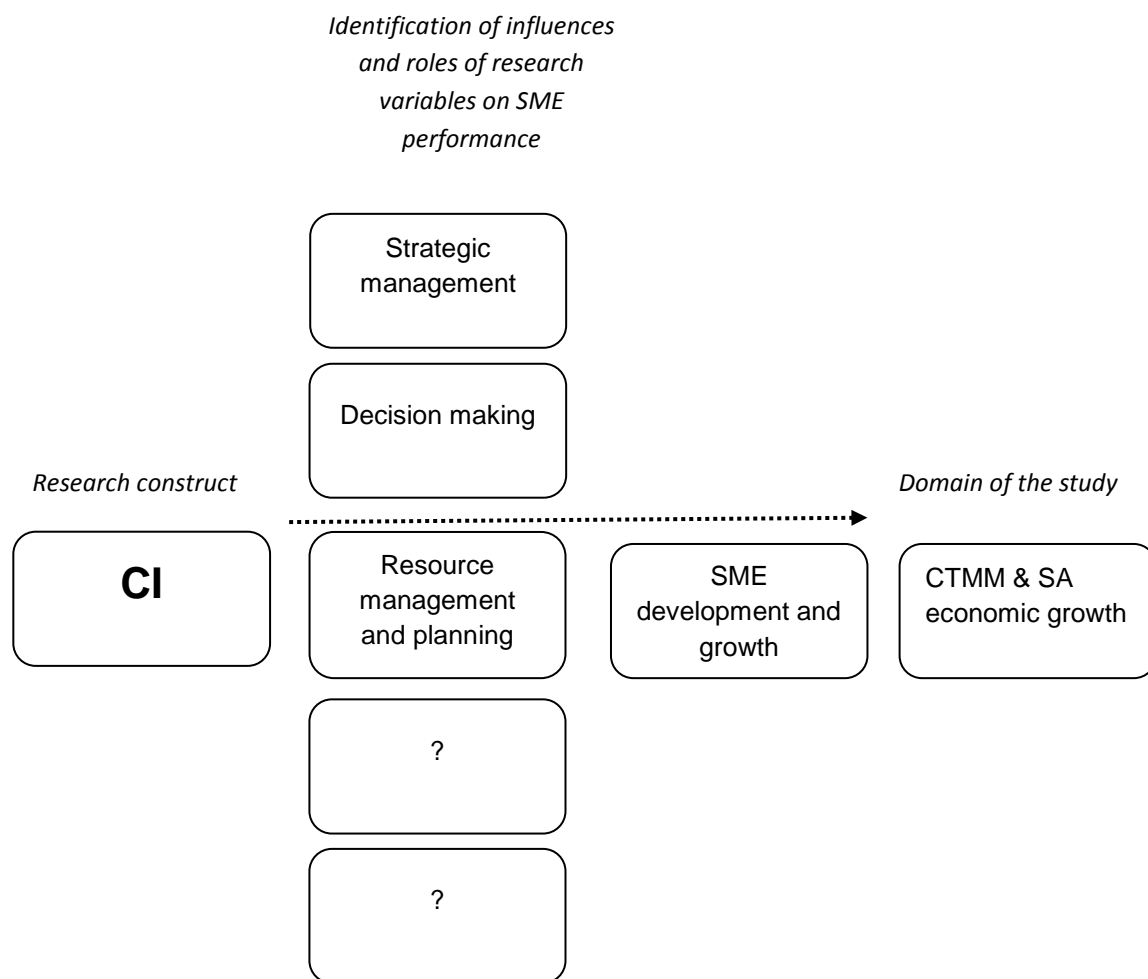 Identification of influences
and roles of research
variables on SME
performance
Strategic
management
Decision making
Research construct
Domain of the study
CI
Resource
management
and planning
SME
development and
growth
CTMM & SA
economic growth
?
?